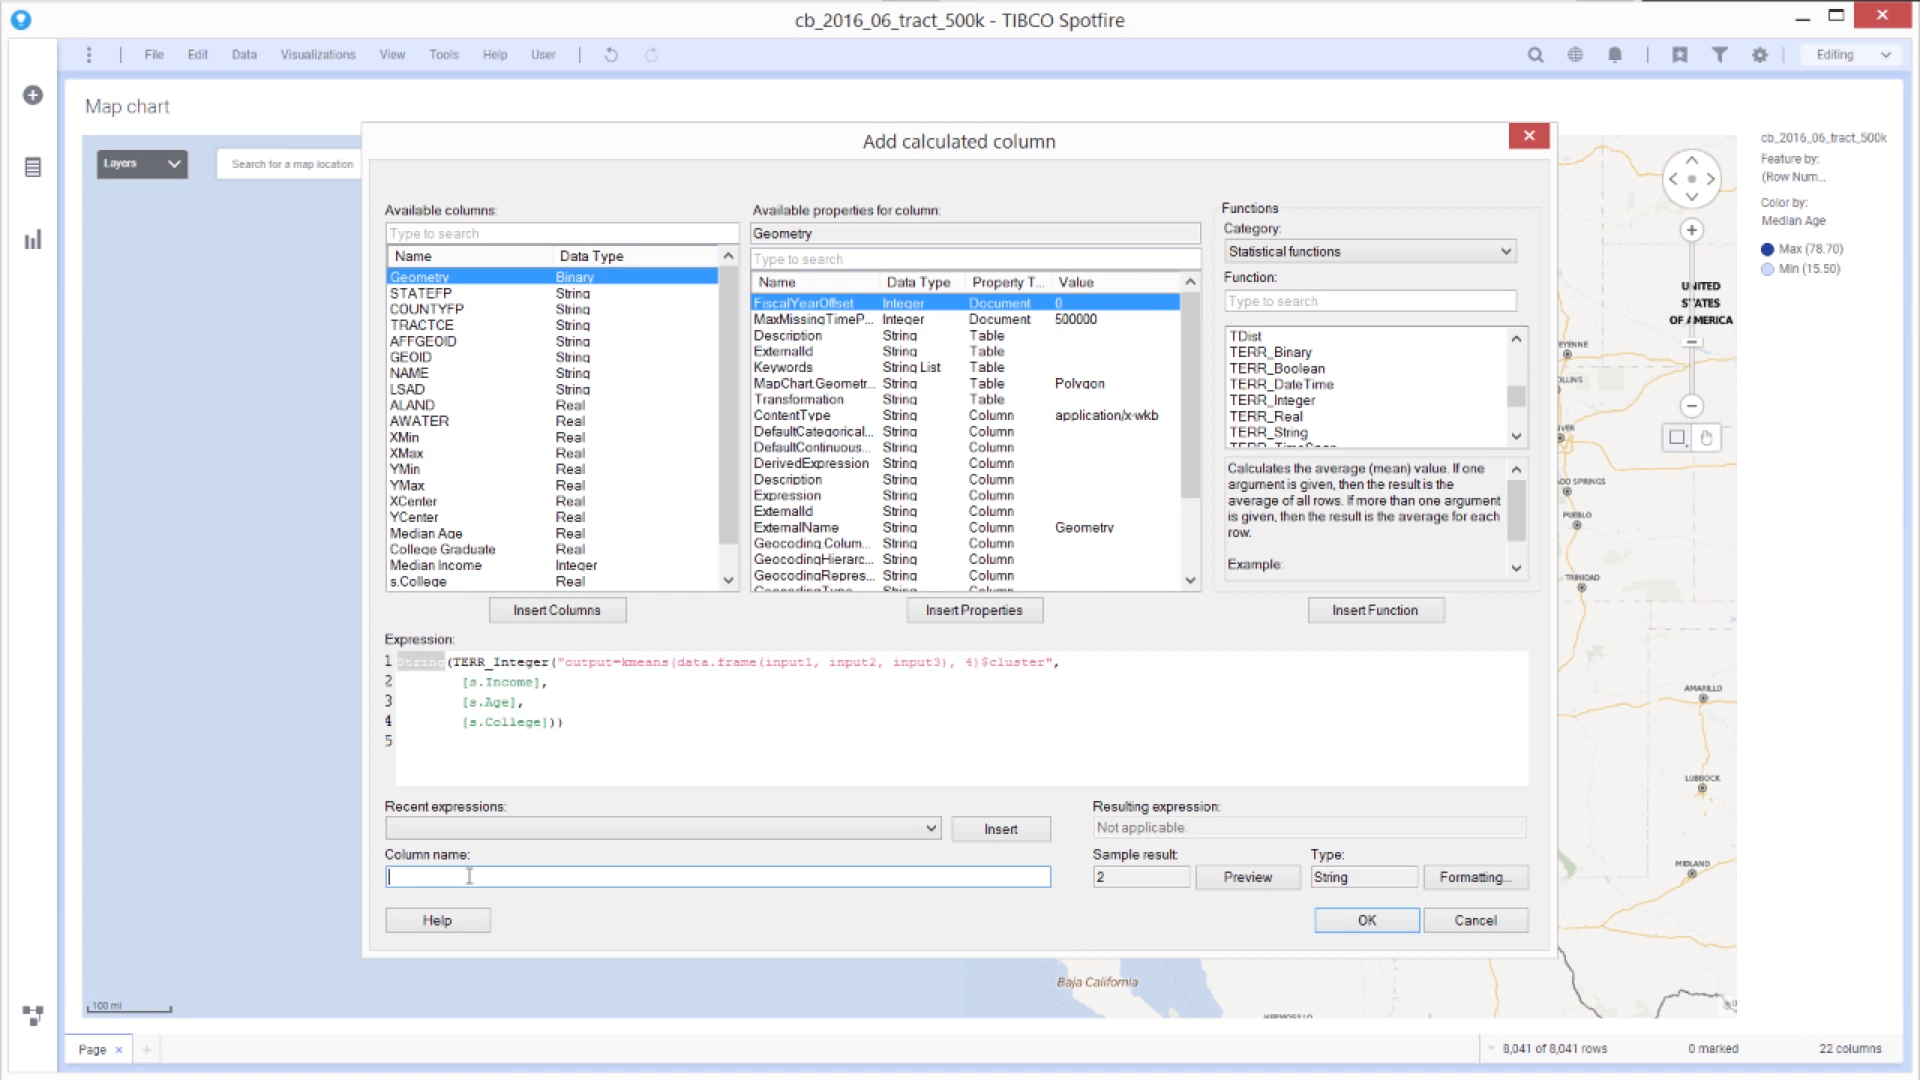 cb_2016_06_tract_500k - TIBCO Spotfire
File Edit Data Visualizations View Tools Help User
Editing
Map chart
Layers
Search for a map location
Add calculated column
Available columns:
Type to search
Name Data Type
Geometry Binary
STATEFP String
COUNTYFP String
TRACTCE String
AFFGEOID String
GEOID String
NAME String
LSAD String
ALAND Real
AWATER Real
XMin Real
XMax Real
YMin Real
YMax Real
XCenter Real
YCenter Real
Median Age Real
College Graduate Real
Median Income Integer
s.College Real
Insert Columns
Available properties for column:
Geometry
Type to search
Name Data Type Property T... Value
FiscalYearOffset Integer Document 0
MaxMissingTimeP... Integer Document 500000
Description String Table
ExternalId String Table
Keywords String List Table
MapChart.Geometr... String Table Polygon
Transformation String Table
ContentType String Column application/x-wkb
DefaultCategorical... String Column
DefaultContinuous... String Column
DerivedExpression String Column
Description String Column
Expression String Column
ExternalId String Column
ExternalName String Column Geometry
Geocoding.Colum... String Column
GeocodingHierarc... String Column
GeocodingRepres... String Column
GeocodingType String Column
Insert Properties
Functions
Category:
Statistical functions
Function:
Type to search
TDist
TERR_Binary
TERR_Boolean
TERR_DateTime
TERR_Integer
TERR_Real
TERR_String
TERR_TimeSpan
Calculates the average (mean) value. If one
argument is given, then the result is the
average of all rows. If more than one argument
is given, then the result is the average for each
row.
Example:
Insert Function
Expression:
1 String(TERR_Integer("output=kmeans(data.frame(input1, input2, input3), 4)$cluster",
2 [s.Income],
3 [s.Age],
4 [s.College]))
5
Recent expressions:
Insert
Resulting expression:
Not applicable.
Column name:
Sample result:
2
Preview
Type:
String
Formatting...
Help
OK
Cancel
cb_2016_06_tract_500k
Feature by:
(Row Num...
Color by:
Median Age
Max (78.70)
Min (15.50)
UNITED
STATES
OF AMERICA
TRINIDAD
PUEBLO
AMARILLO
LUBBOCK
MIDLAND
Baja California
HERMOSILLO
100 mi
Page
8,041 of 8,041 rows
0 marked
22 columns